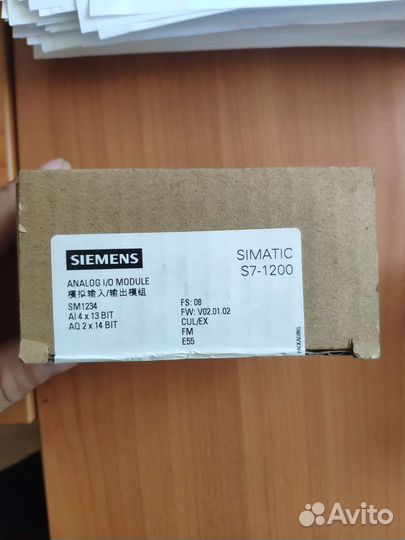 SIEMENS
SIMATIC
S7-1200
ANALOG I/O MODULE
模拟输入/输出模组
SM1234
AI 4 x 13 BIT
AQ 2 x 14 BIT
FS: 08
FW: V02.01.02
CUL/EX
FM
E55
PACKAGING
Avito